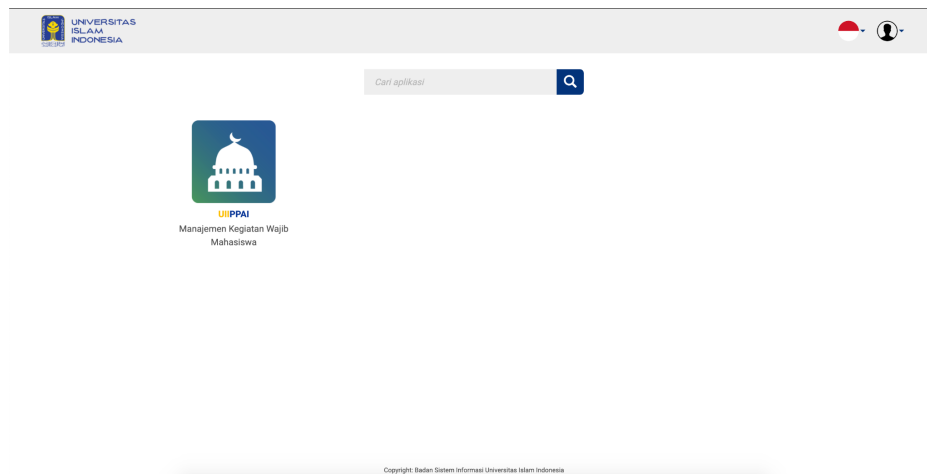 UNIVERSITAS
ISLAM
INDONESIA
Cari aplikasi
UIIPPAI
Manajemen Kegiatan Wajib
Mahasiswa
Copyright: Badan Sistem Informasi Universitas Islam Indonesia